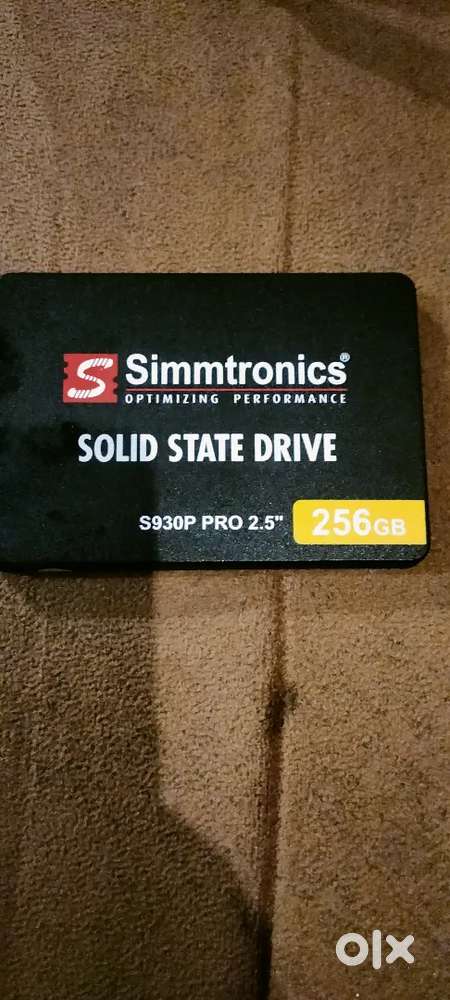 S Simmtronics®
OPTIMIZING PERFORMANCE
SOLID STATE DRIVE
S930P PRO 2.5" 256GB
olx